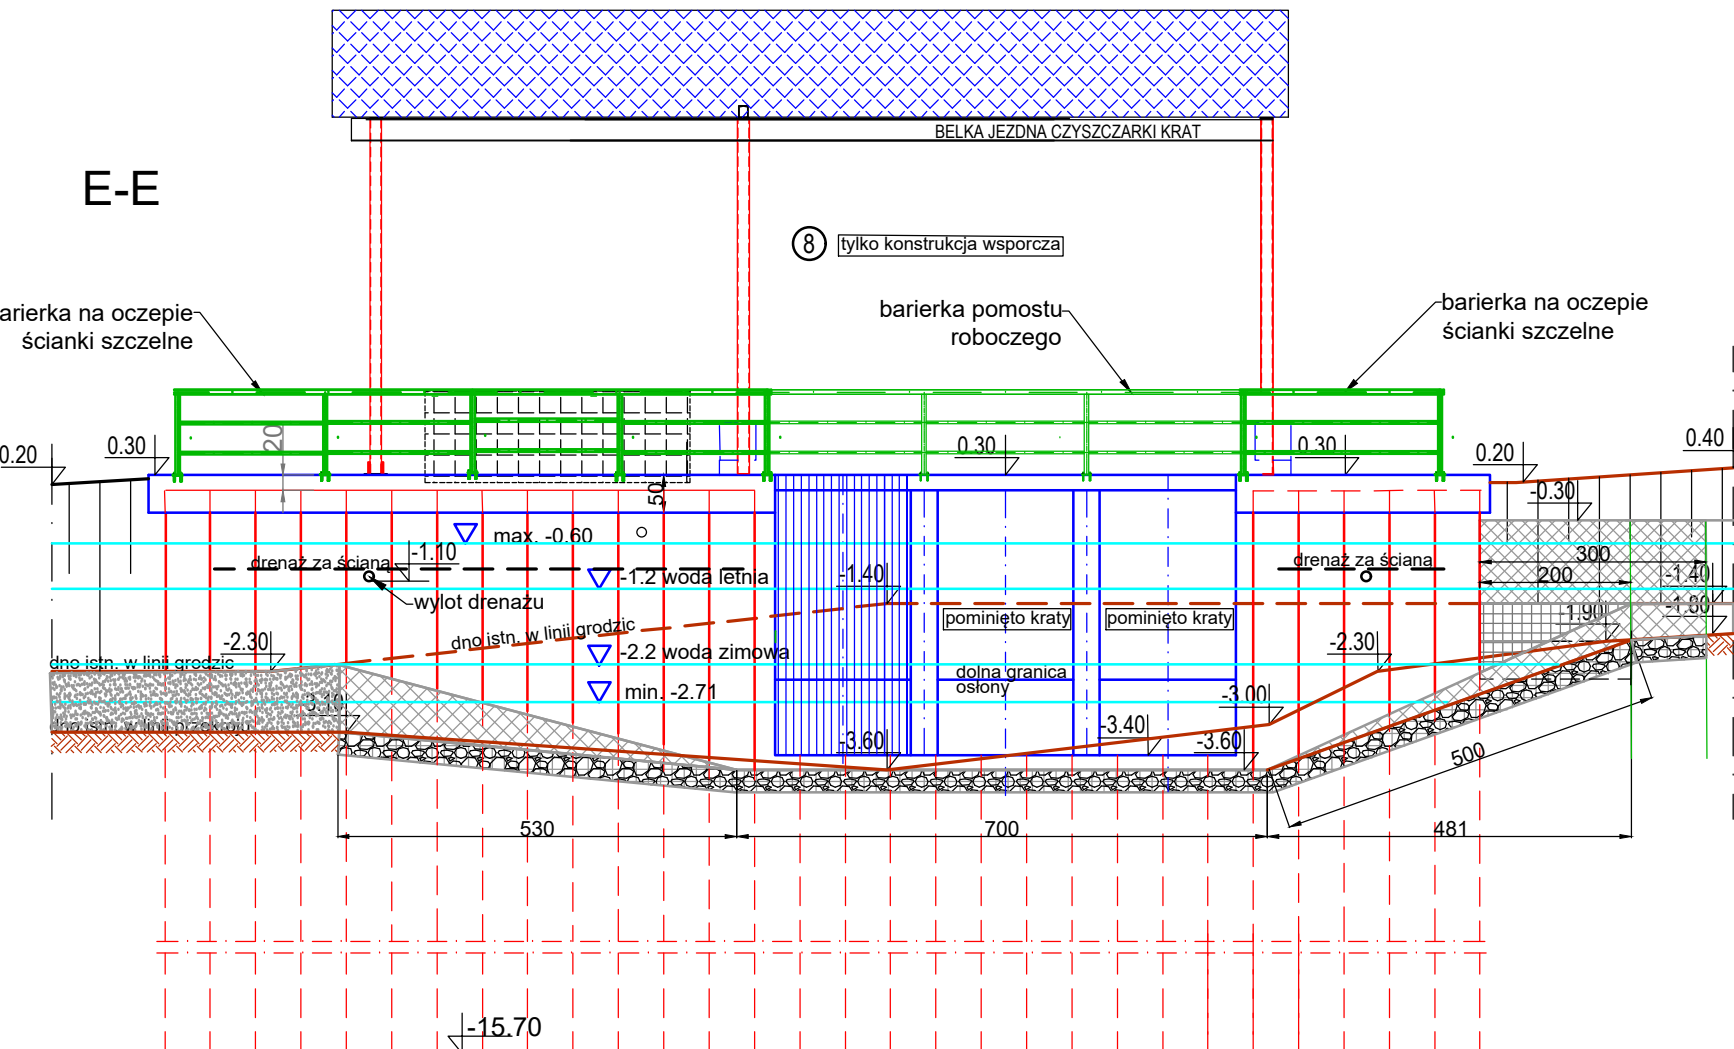 BELKA JEZDNA CZYSZCZARKI KRAT
E-E
8
tylko konstrukcja wsporcza
arierka na oczepie
ścianki szczelne
barierka pomostu
roboczego
barierka na oczepie
ścianki szczelne
0.20
0.30
20
0.30
0.30
0.20
0.40
50
-0.30
max. -0.60
drenaż za ścianą
-1.10
-1.2 woda letnia
-1.40
drenaż za ścianą
300
200
-1.40
-1.80
wylot drenażu
pominięto kraty
pominięto kraty
-1.90
dno istn. w linii grodzic
-2.30
-2.2 woda zimowa
-2.30
dno istn. w linii grodzic
dolna granica
osłony
min. -2.71
-3.00
-3.10
dno istn. w linii przekroju
-3.40
-3.60
-3.60
500
530
700
481
-15.70